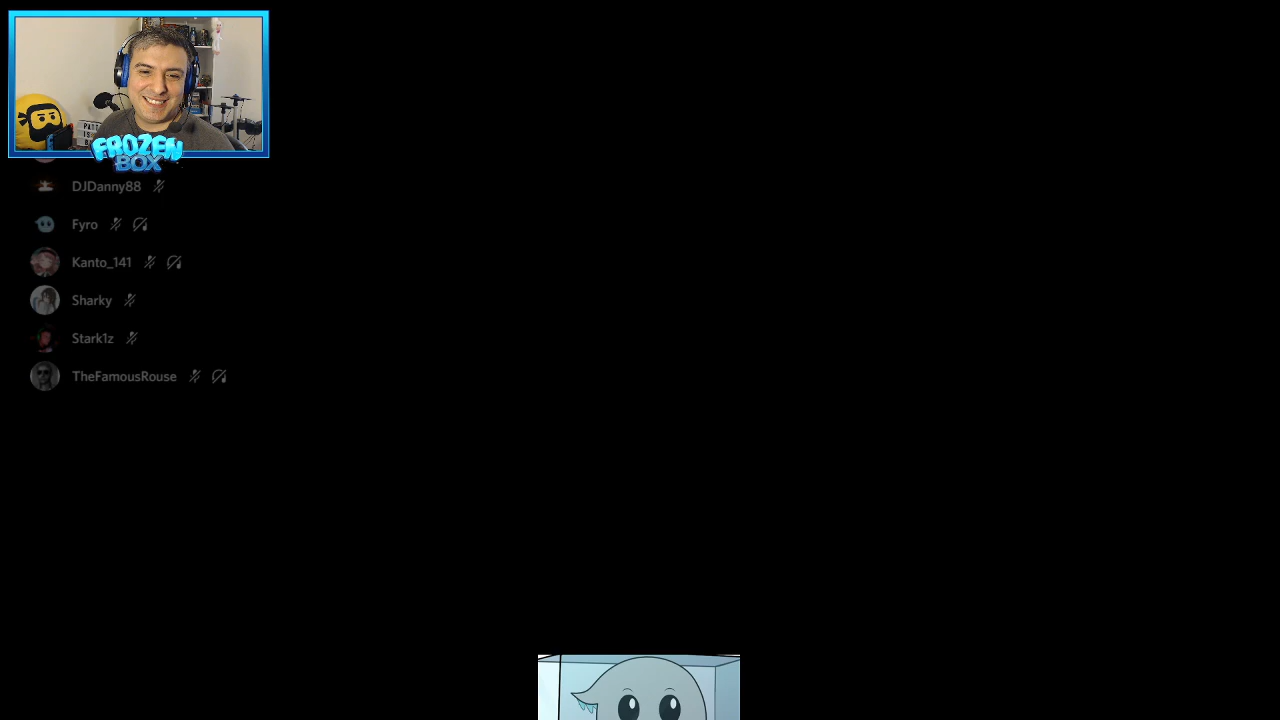 FROZEN
BOX
DJDanny88
Fyro
Kanto_141
Sharky
Stark1z
TheFamousRouse